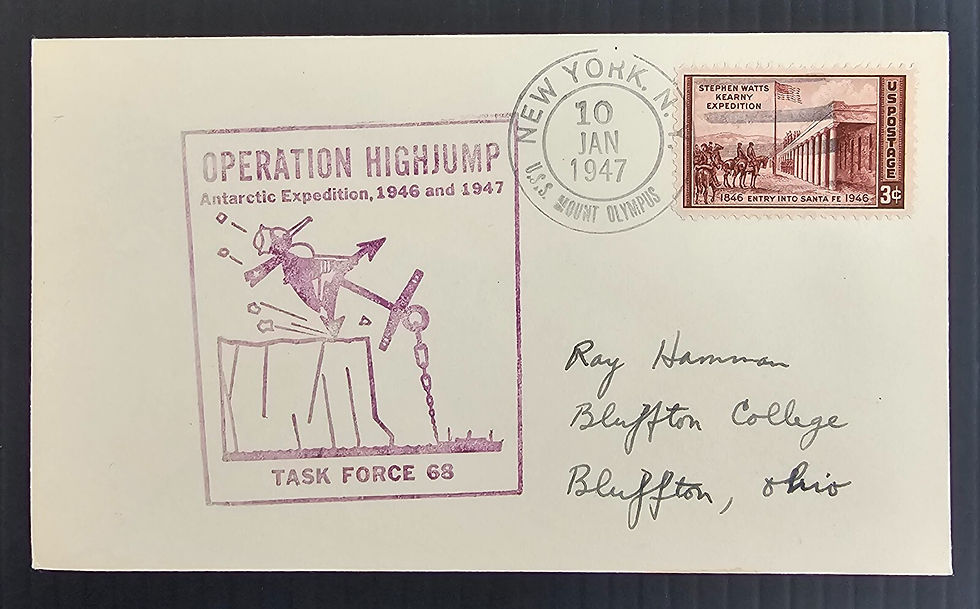 OPERATION HIGHJUMP
Antarctic Expedition, 1946 and 1947
TASK FORCE 68
NEW YORK, N.Y.
10
JAN
1947
U.S.S. MOUNT OLYMPUS
STEPHEN WATTS
KEARNY
EXPEDITION
U S POSTAGE
3¢
1846 ENTRY INTO SANTA FE 1946
Ray Hamman
Bluffton College
Bluffton, Ohio